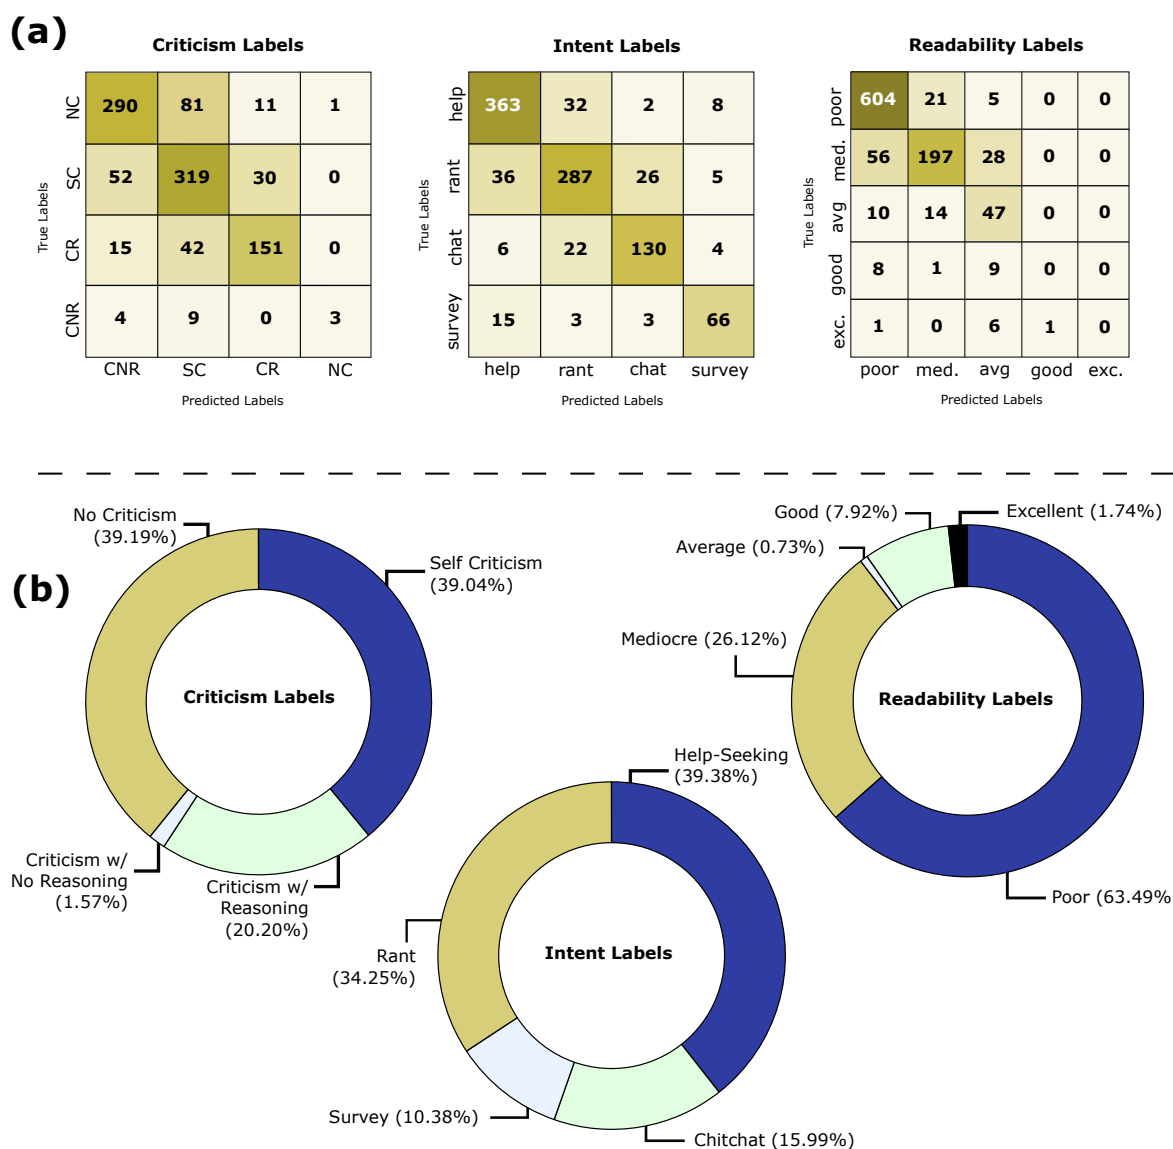 (a)
Criticism Labels
Intent Labels
Readability Labels
True Labels
NC 290 81 11 1
SC 52 319 30 0
CR 15 42 151 0
CNR 4 9 0 3
CNR SC CR NC
Predicted Labels
True Labels
help 363 32 2 8
rant 36 287 26 5
chat 6 22 130 4
survey 15 3 3 66
help rant chat survey
Predicted Labels
True Labels
poor 604 21 5 0 0
med. 56 197 28 0 0
avg 10 14 47 0 0
good 8 1 9 0 0
exc. 1 0 6 1 0
poor med. avg good exc.
Predicted Labels
(b)
No Criticism
(39.19%)
Self Criticism
(39.04%)
Criticism Labels
Criticism w/
No Reasoning
(1.57%)
Criticism w/
Reasoning
(20.20%)
Help-Seeking
(39.38%)
Intent Labels
Rant
(34.25%)
Survey (10.38%)
Chitchat (15.99%)
Good (7.92%)
Excellent (1.74%)
Average (0.73%)
Mediocre (26.12%)
Readability Labels
Poor (63.49%